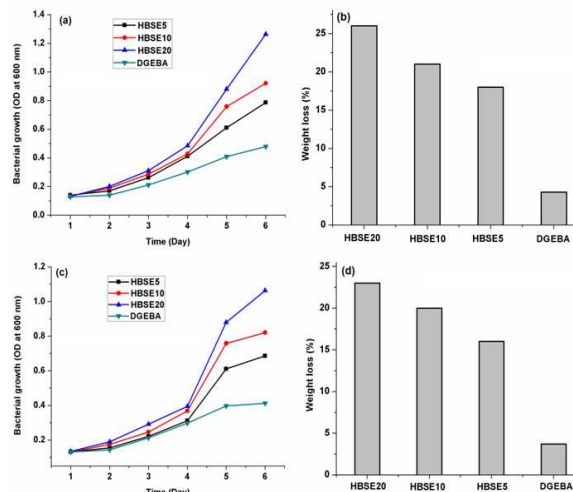 (a)
HBSE5
HBSE10
HBSE20
DGEBA
Bacterial growth (OD at 600 nm)
1.4
1.2
1.0
0.8
0.6
0.4
0.2
0.0
1 2 3 4 5 6
Time (Day)
(b)
Weight loss (%)
25
20
15
10
5
0
HBSE20 HBSE10 HBSE5 DGEBA
(c)
HBSE5
HBSE10
HBSE20
DGEBA
Bacterial growth (OD at 600 nm)
1.2
1.0
0.8
0.6
0.4
0.2
1 2 3 4 5 6
Time (Day)
(d)
Weight loss (%)
25
20
15
10
5
0
HBSE20 HBSE10 HBSE5 DGEBA